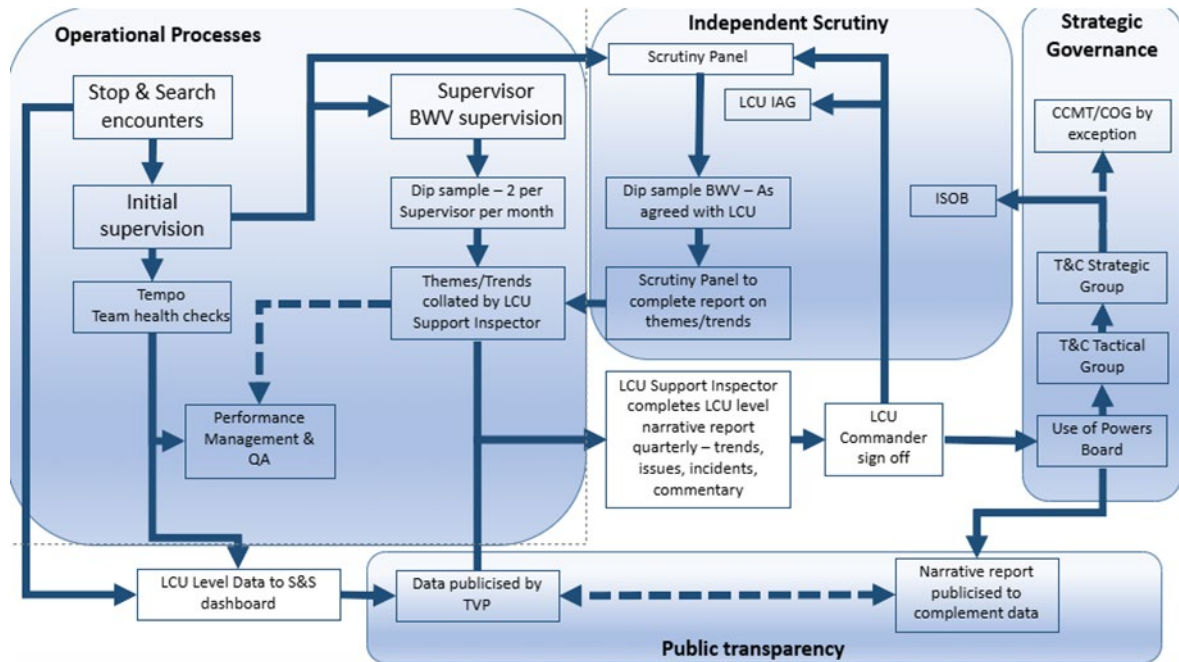 Operational Processes
Stop & Search
encounters
Initial
supervision
Tempo
Team health checks
Performance
Management &
QA
Supervisor
BWV supervision
Dip sample – 2 per
Supervisor per month
Themes/Trends
collated by LCU
Support Inspector
Independent Scrutiny
Scrutiny Panel
LCU IAG
Dip sample BWV – As
agreed with LCU
Scrutiny Panel to
complete report on
themes/trends
ISOB
Strategic
Governance
CCMT/COG by
exception
T&C Strategic
Group
T&C Tactical
Group
Use of Powers
Board
LCU Support Inspector
completes LCU level
narrative report
quarterly – trends,
issues, incidents,
commentary
LCU
Commander
sign off
LCU Level Data to S&S
dashboard
Data publicised by
TVP
Narrative report
publicised to
complement data
Public transparency